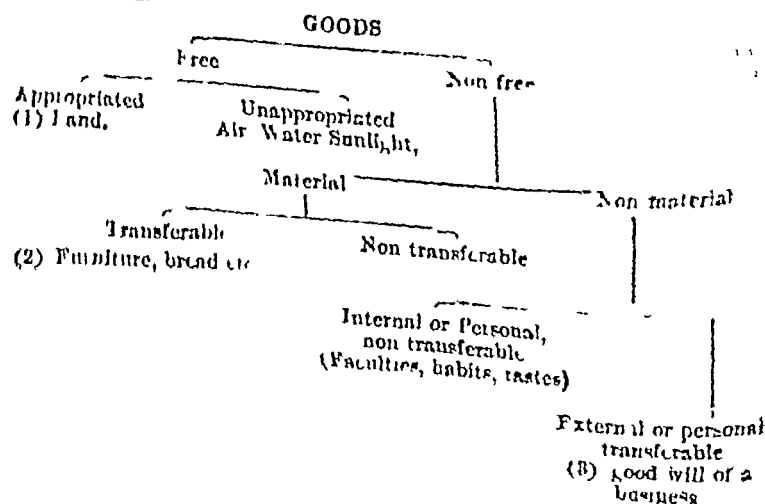 GOODS
Free
Non free
Appropriated
(1) Land.
Unappropriated
Air Water Sunlight,
Material
Non material
Transferable
(2) Furniture, bread etc
Non transferable
Internal or Personal,
non transferable
(Faculties, habits, tastes)
External or personal
transferable
(3) good will of a
business